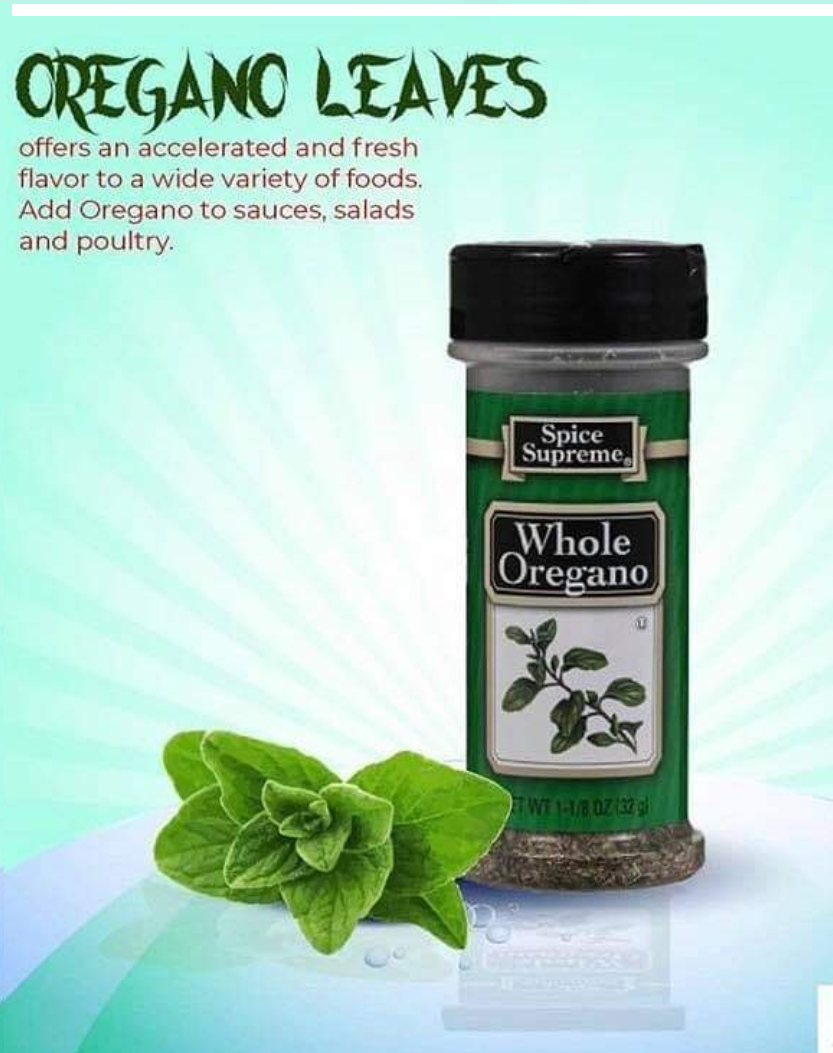 OREGANO LEAVES
offers an accelerated and fresh
flavor to a wide variety of foods.
Add Oregano to sauces, salads
and poultry.
Spice
Supreme®
Whole
Oregano
WT 1-1/8 OZ (32 g)